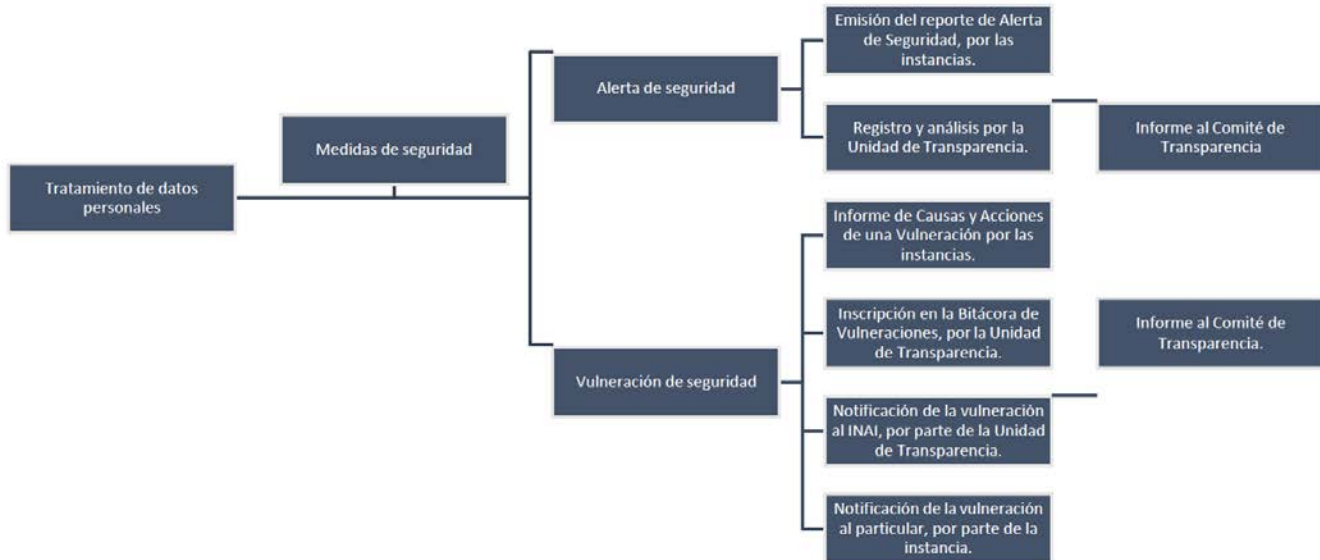 Tratamiento de datos
personales
Medidas de seguridad
Alerta de seguridad
Emisión del reporte de Alerta
de Seguridad, por las
instancias.
Registro y análisis por la
Unidad de Transparencia.
Informe al Comité de
Transparencia
Vulneración de seguridad
Informe de Causas y Acciones
de una Vulneración por las
instancias.
Inscripción en la Bitácora de
Vulneraciones, por la Unidad
de Transparencia.
Notificación de la vulneración
al INAI, por parte de la Unidad
de Transparencia.
Notificación de la vulneración
al particular, por parte de la
instancia.
Informe al Comité de
Transparencia.